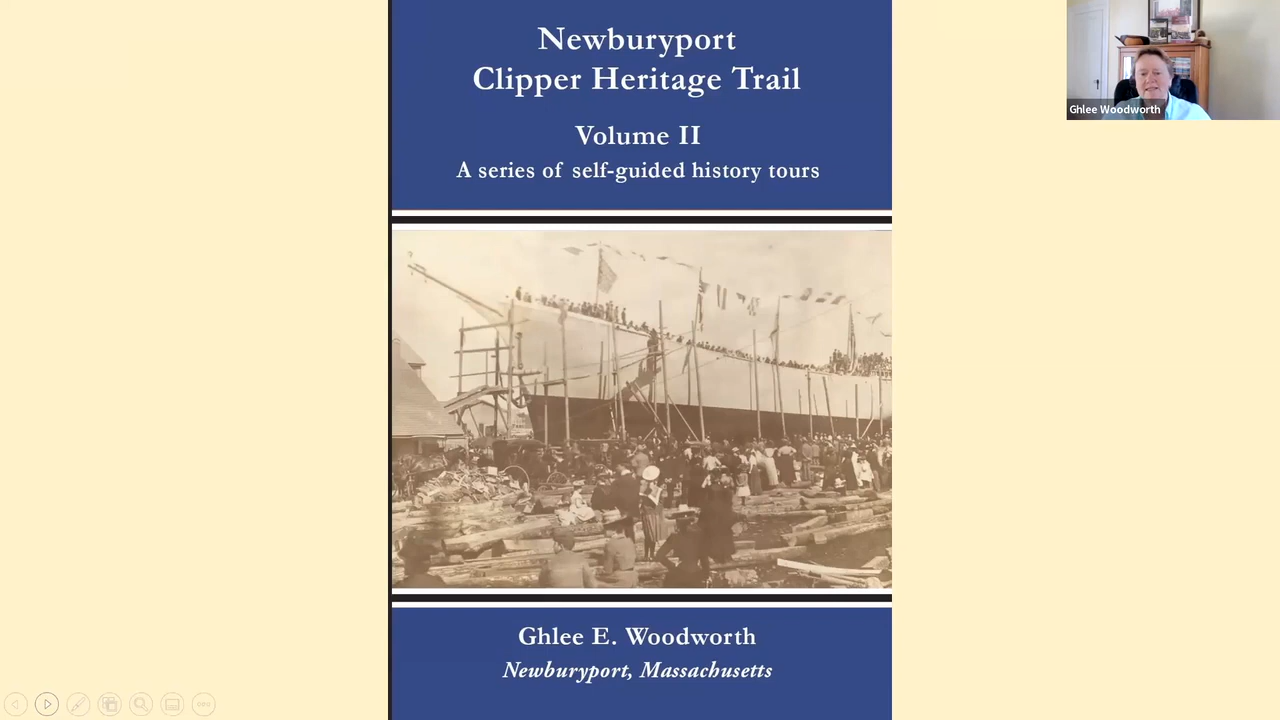 Newburyport
Clipper Heritage Trail
Volume II
A series of self-guided history tours
Ghlee E. Woodworth
Newburyport, Massachusetts
Ghlee Woodworth